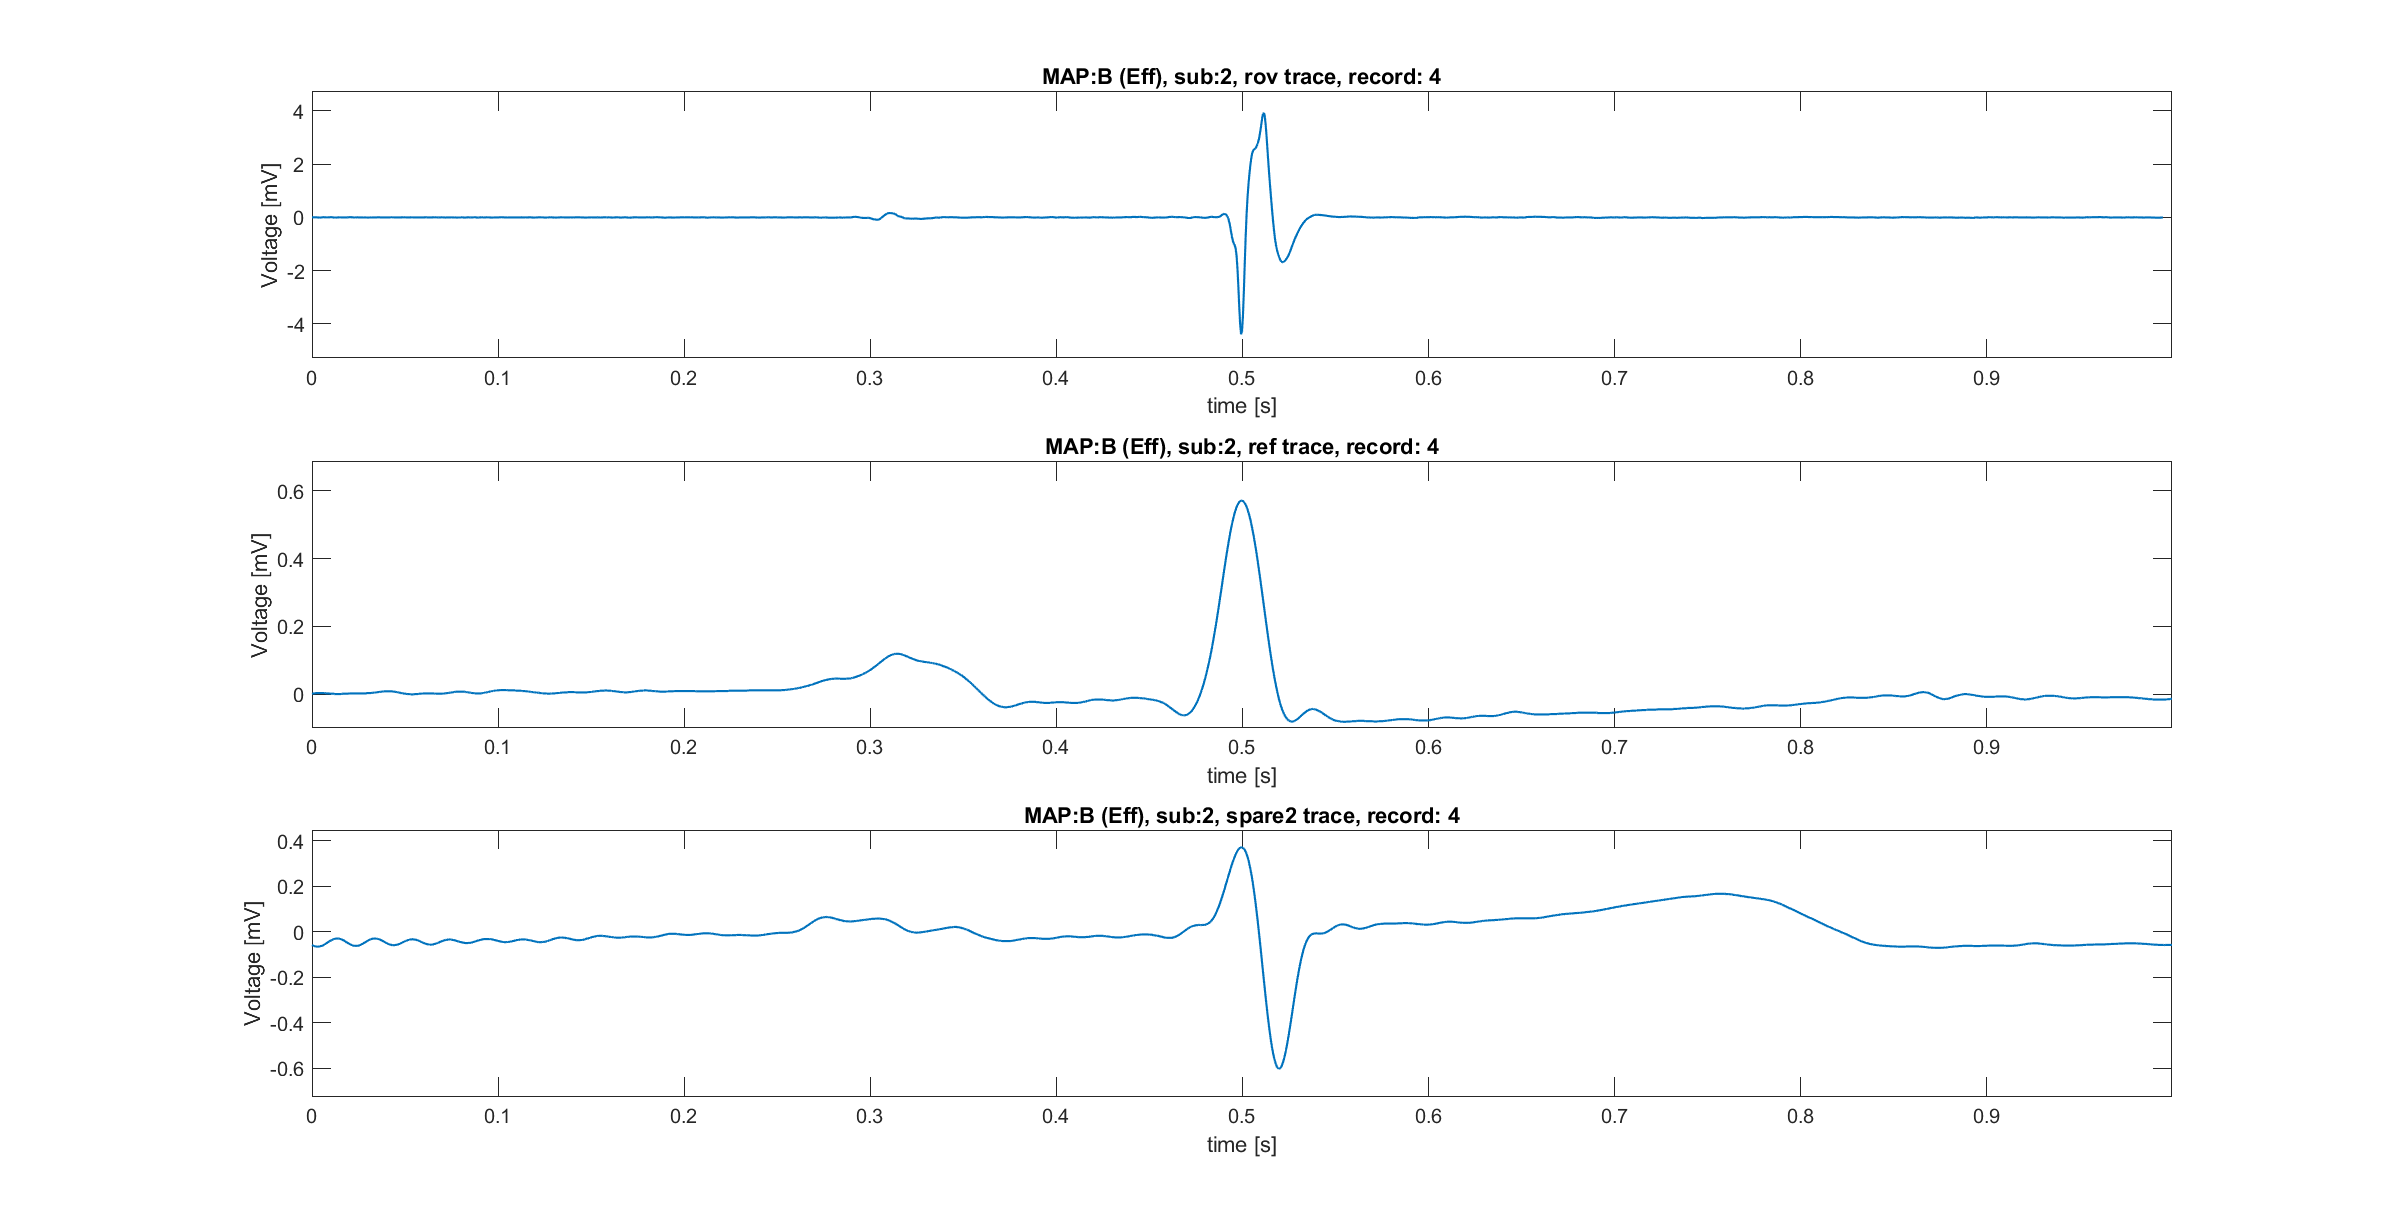 MAP:B (Eff), sub:2, rov trace, record: 4
Voltage [mV]
4
2
0
-2
-4
0 0.1 0.2 0.3 0.4 0.5 0.6 0.7 0.8 0.9
time [s]
MAP:B (Eff), sub:2, ref trace, record: 4
Voltage [mV]
0.6
0.4
0.2
0
0 0.1 0.2 0.3 0.4 0.5 0.6 0.7 0.8 0.9
time [s]
MAP:B (Eff), sub:2, spare2 trace, record: 4
Voltage [mV]
0.4
0.2
0
-0.2
-0.4
-0.6
0 0.1 0.2 0.3 0.4 0.5 0.6 0.7 0.8 0.9
time [s]